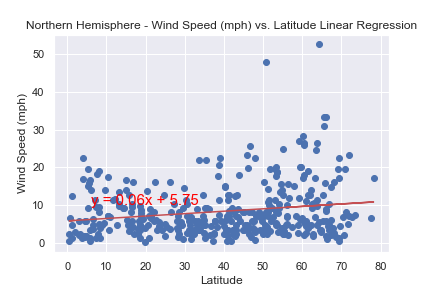 Northern Hemisphere - Wind Speed (mph) vs. Latitude Linear Regression
50
40
30
20
10
0
Wind Speed (mph)
y = 0.06x + 5.75
0 10 20 30 40 50 60 70 80
Latitude